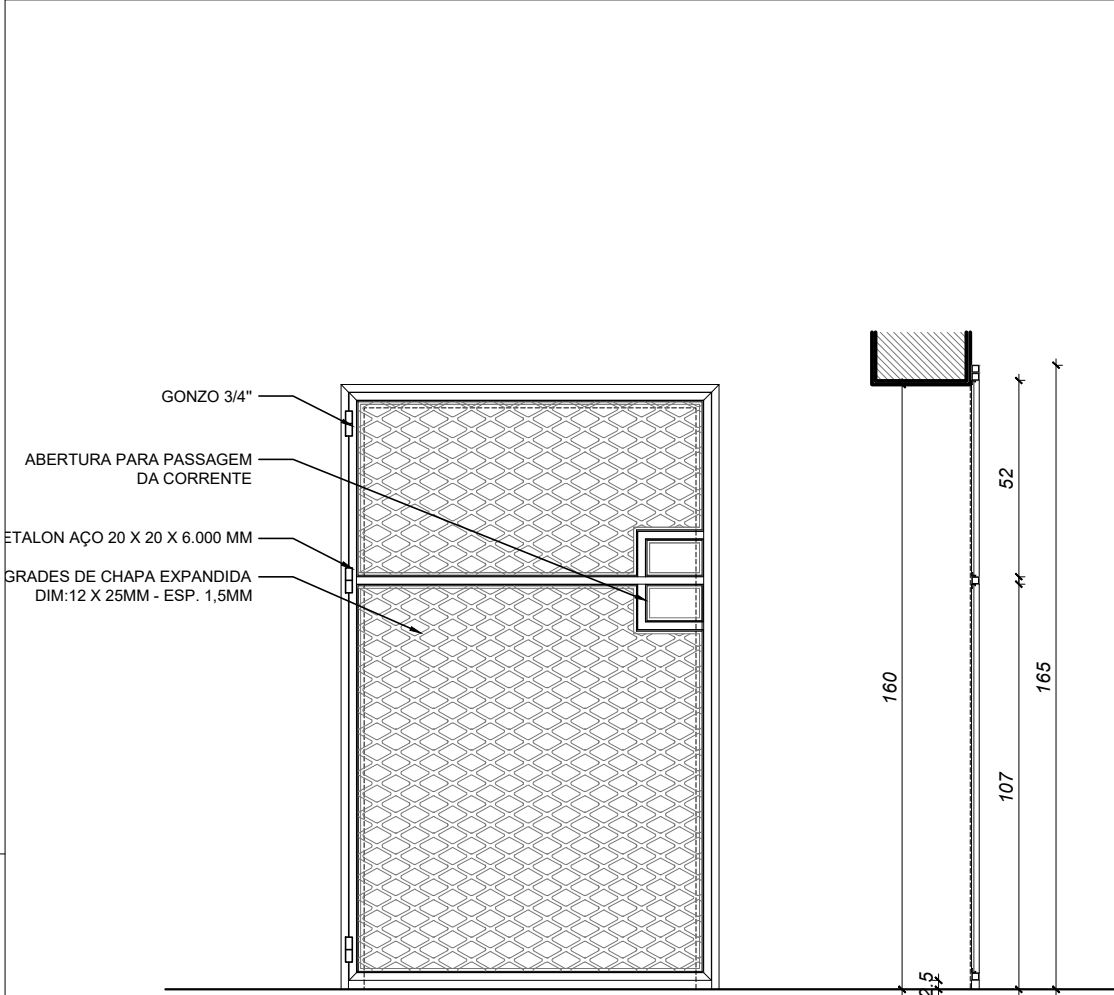 GONZO 3/4"
ABERTURA PARA PASSAGEM
DA CORRENTE
ETALON AÇO 20 X 20 X 6.000 MM
GRADES DE CHAPA EXPANDIDA
DIM:12 X 25MM - ESP. 1,5MM
160
52
107
165
2.5